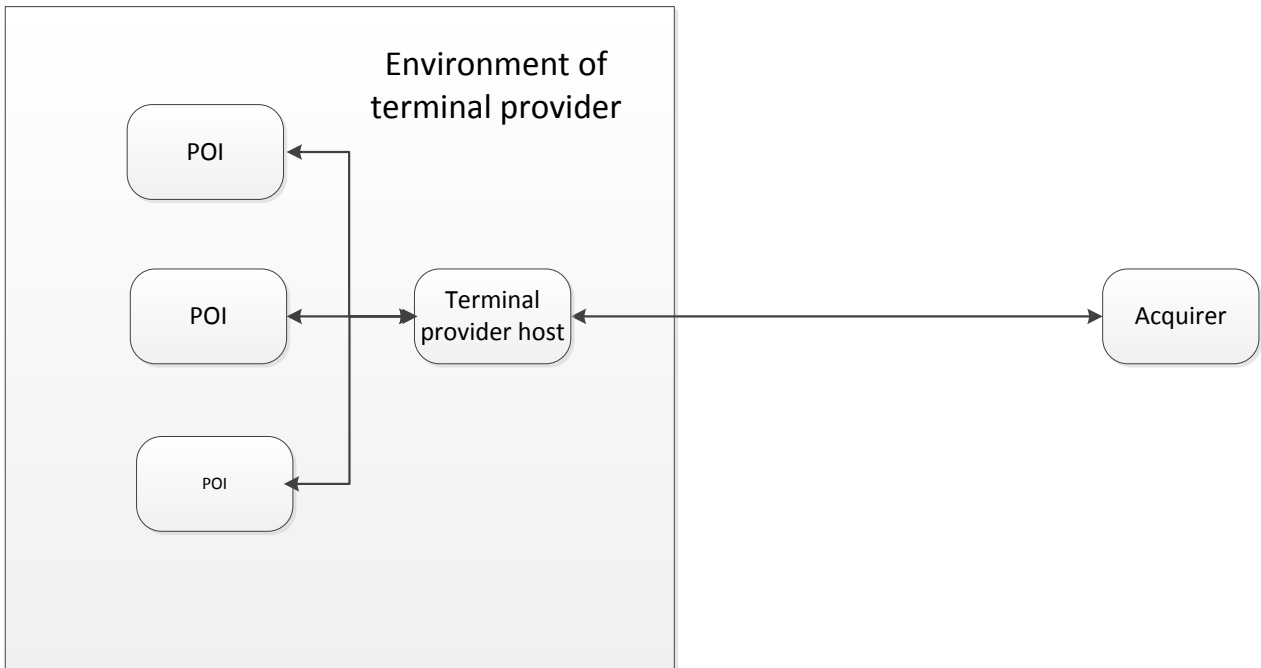 Environment of
terminal provider
POI
POI
Terminal
provider host
Acquirer
POI